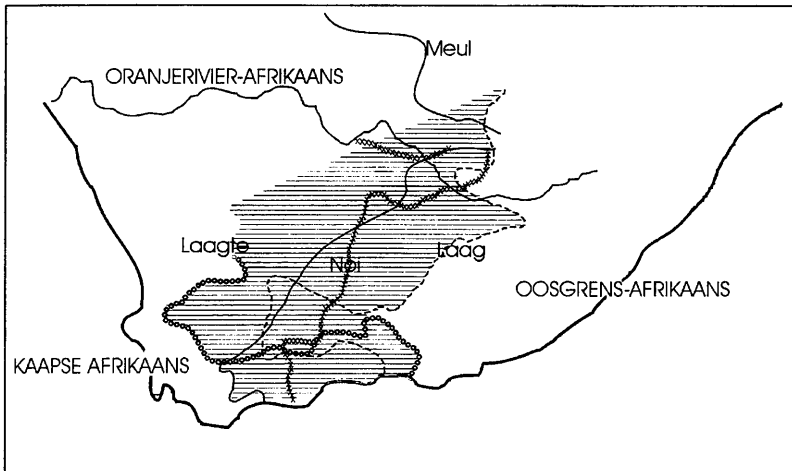 Meul
ORANJERIVIER-AFRIKAANS
Laagte
Noi
Laag
OOSGRENS-AFRIKAANS
KAAPSE AFRIKAANS